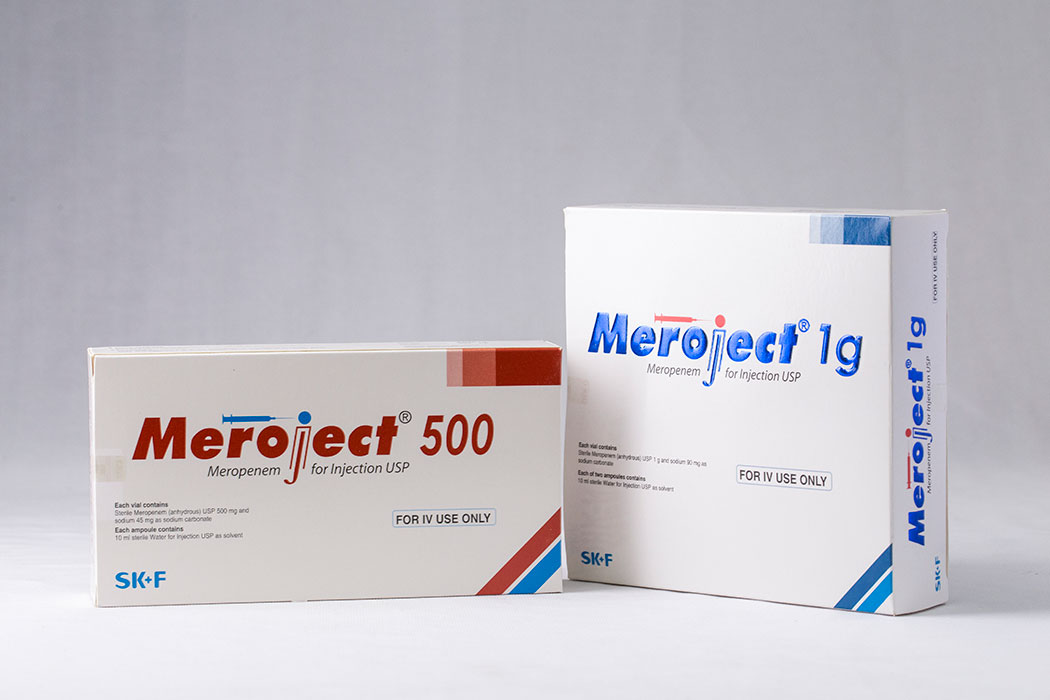 Meroject® 500
Meropenem for Injection USP
Each vial contains
Sterile Meropenem (anhydrous) USP 500 mg and
sodium 45 mg as sodium carbonate
Each ampoule contains
10 ml sterile Water for Injection USP as solvent
FOR IV USE ONLY
SK+F
Meroject® 1g
Meropenem for Injection USP
Each vial contains
Sterile Meropenem (anhydrous) USP 1 g and sodium 90 mg as
sodium carbonate
Each of two ampoules contains
10 ml sterile Water for Injection USP as solvent
FOR IV USE ONLY
SK+F
FOR IV USE ONLY
Meroject® 1g
Meropenem for Injection USP
SK+F